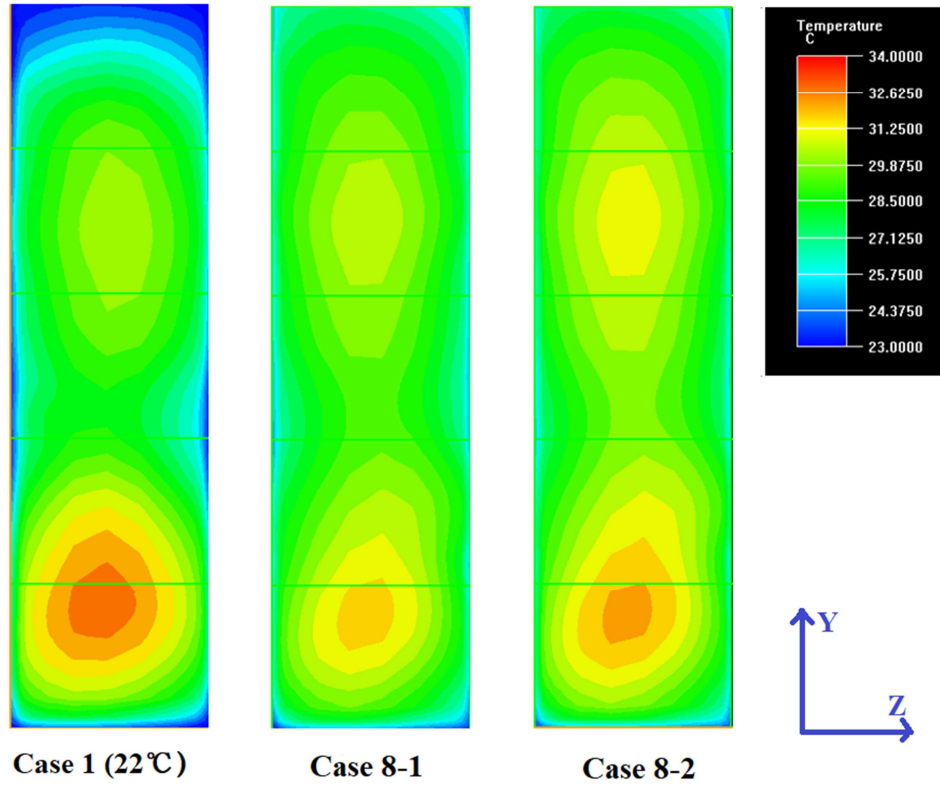 Temperature
C
34.0000
32.6250
31.2500
29.8750
28.5000
27.1250
25.7500
24.3750
23.0000
Y
Z
Case 1 (22℃)
Case 8-1
Case 8-2